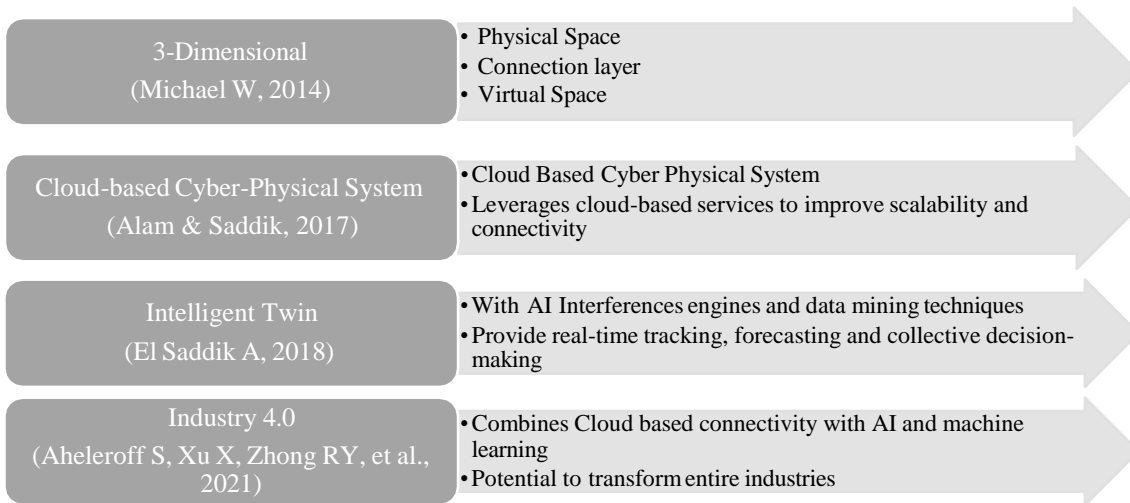 3-Dimensional
(Michael W, 2014)
• Physical Space
• Connection layer
• Virtual Space
Cloud-based Cyber-Physical System
(Alam & Saddik, 2017)
• Cloud Based Cyber Physical System
• Leverages cloud-based services to improve scalability and
connectivity
Intelligent Twin
(El Saddik A, 2018)
• With AI Interferences engines and data mining techniques
• Provide real-time tracking, forecasting and collective decision-
making
Industry 4.0
(Aheleroff S, Xu X, Zhong RY, et al.,
2021)
• Combines Cloud based connectivity with AI and machine
learning
• Potential to transform entire industries